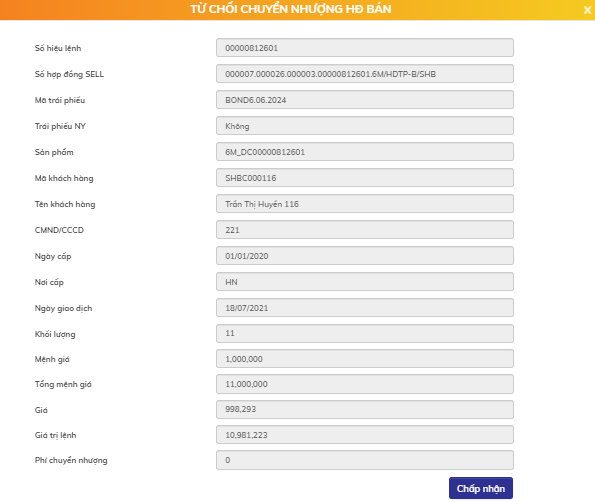 TỪ CHỐI CHUYỂN NHƯỢNG HĐ BÁN
×
Số hiệu lệnh 00000812601
Số hợp đồng SELL 000007.000026.000003.00000812601.6M/HDTP-B/SHB
Mã trái phiếu BOND6.06.2024
Trái phiếu NY Không
Sản phẩm 6M_DC00000812601
Mã khách hàng SHBC000116
Tên khách hàng Trần Thị Huyền 116
CMND/CCCD 221
Ngày cấp 01/01/2020
Nơi cấp HN
Ngày giao dịch 18/07/2021
Khối lượng 11
Mệnh giá 1,000,000
Tổng mệnh giá 11,000,000
Giá 998,293
Giá trị lệnh 10,981,223
Phí chuyển nhượng 0
Chấp nhận